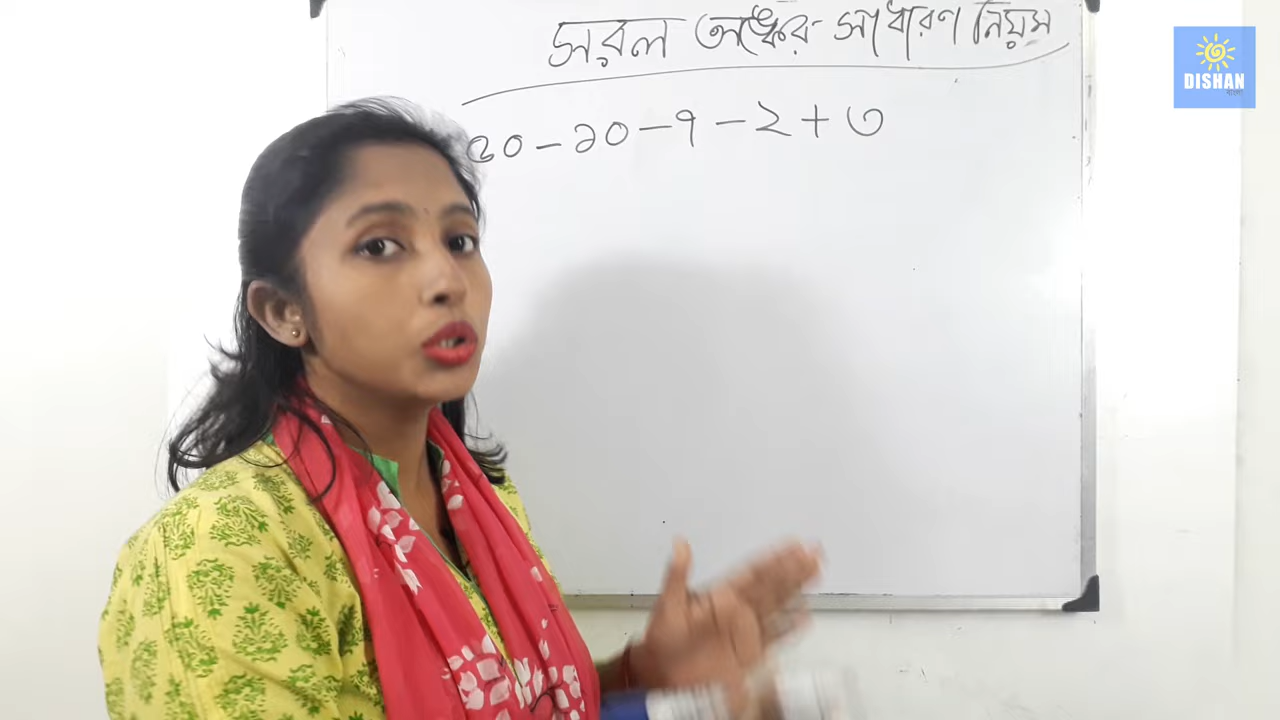 সরল অঙ্কের সাধারণ নিয়ম
DISHAN
বাংলা
২০ - ১০ - ৭ - ২ + ৩